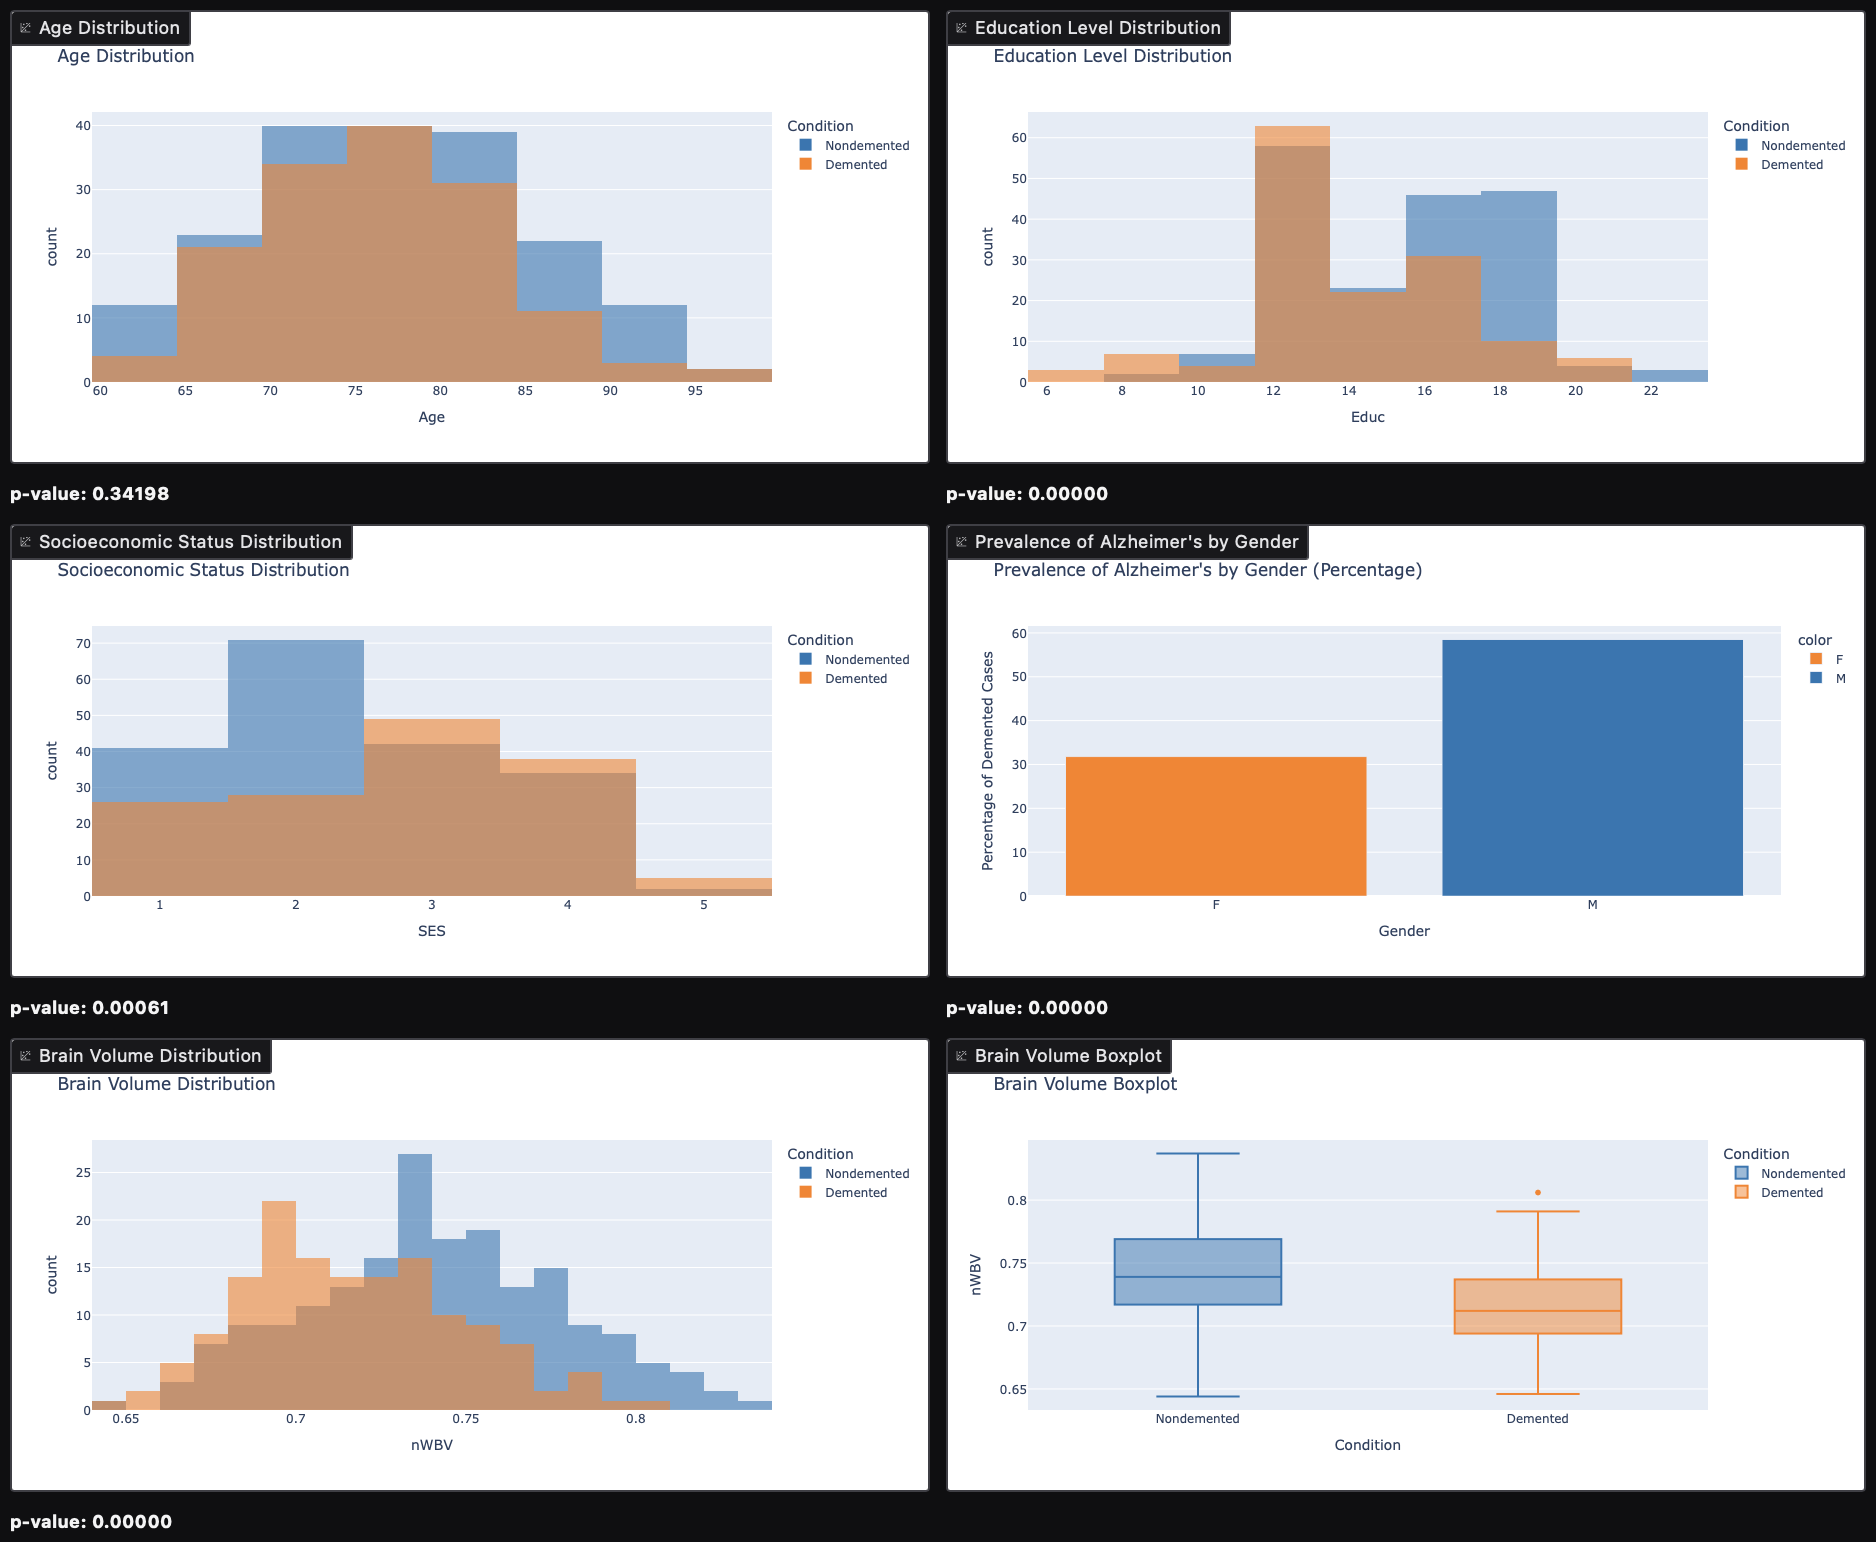 Age Distribution
Age Distribution
40
30
20
10
0
count
60 65 70 75 80 85 90 95
Age
Condition
Nondemented
Demented
p-value: 0.34198
Education Level Distribution
Education Level Distribution
60
50
40
30
20
10
0
count
6 8 10 12 14 16 18 20 22
Educ
Condition
Nondemented
Demented
p-value: 0.00000
Socioeconomic Status Distribution
Socioeconomic Status Distribution
70
60
50
40
30
20
10
0
count
1 2 3 4 5
SES
Condition
Nondemented
Demented
p-value: 0.00061
Prevalence of Alzheimer's by Gender
Prevalence of Alzheimer's by Gender (Percentage)
60
50
40
30
20
10
0
Percentage of Demented Cases
F M
Gender
color
F
M
p-value: 0.00000
Brain Volume Distribution
Brain Volume Distribution
25
20
15
10
5
0
count
0.65 0.7 0.75 0.8
nWBV
Condition
Nondemented
Demented
p-value: 0.00000
Brain Volume Boxplot
Brain Volume Boxplot
0.8
0.75
0.7
0.65
nWBV
Nondemented Demented
Condition
Condition
Nondemented
Demented